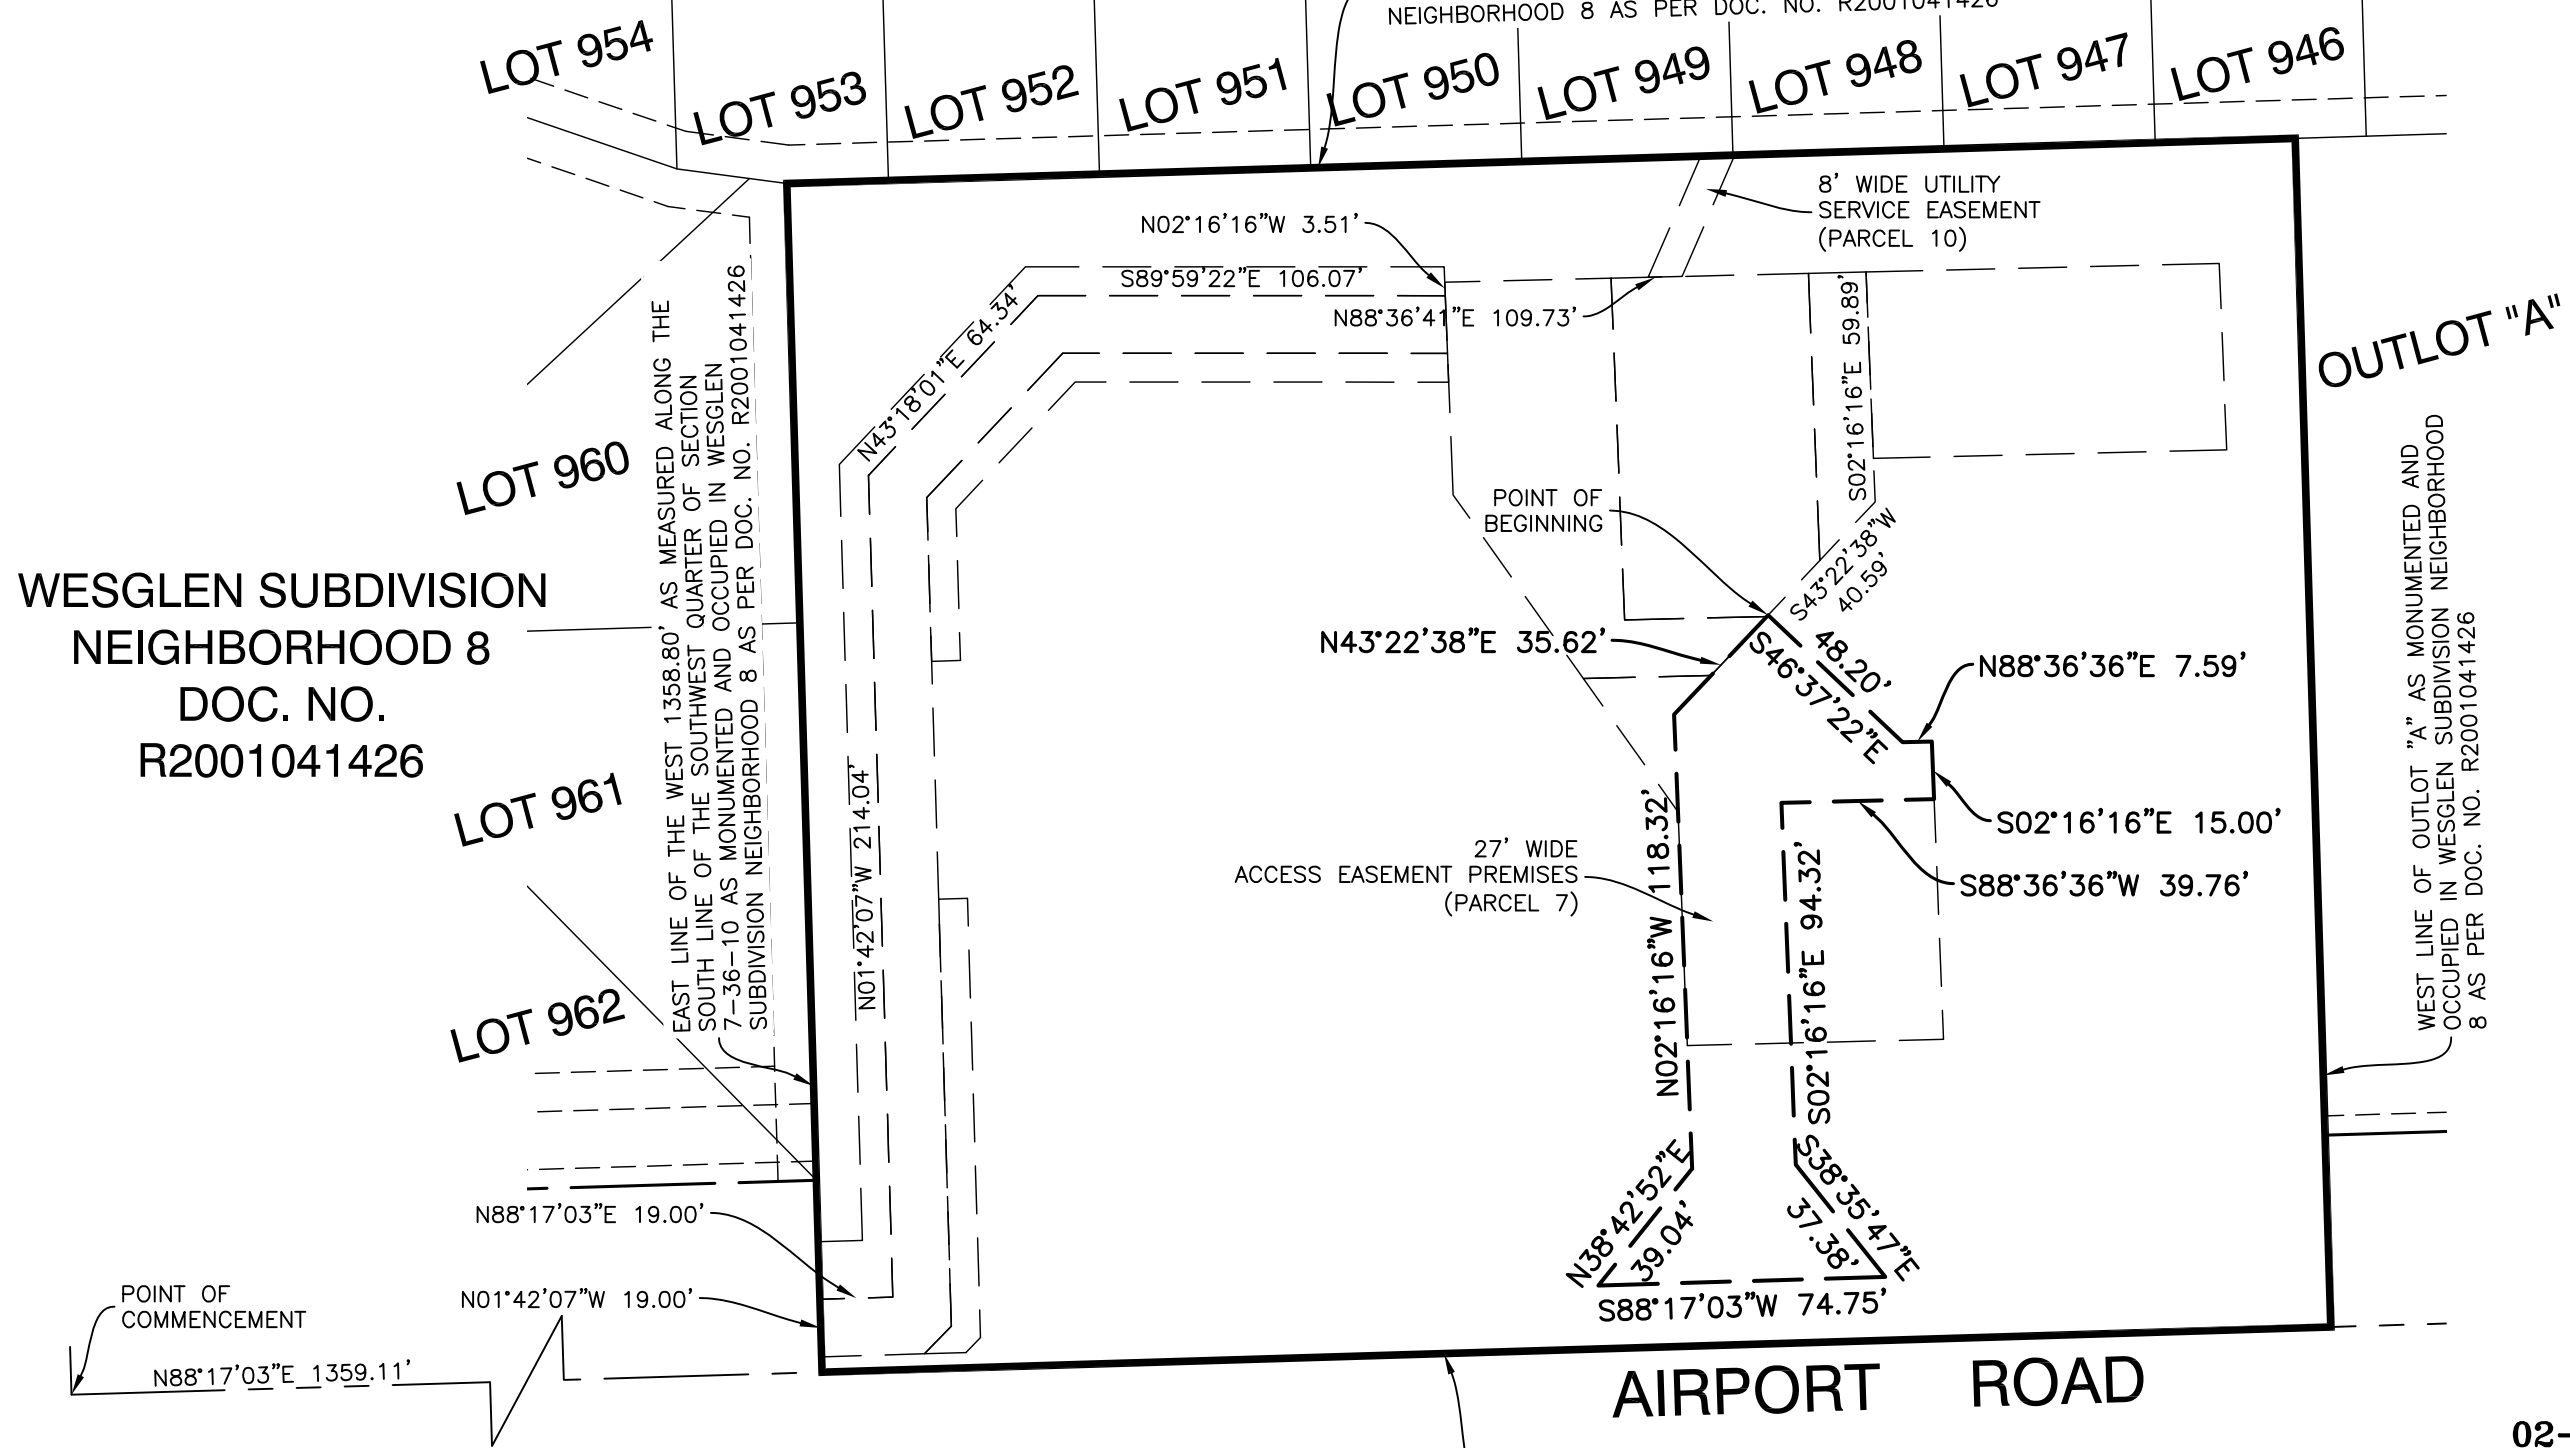 NEIGHBORHOOD 8 AS PER DOC. NO. R2001041426
LOT 954
LOT 953
LOT 952
LOT 951
LOT 950
LOT 949
LOT 948
LOT 947
LOT 946
8' WIDE UTILITY
SERVICE EASEMENT
(PARCEL 10)
N02°16'16"W 3.51'
S89°59'22"E 106.07'
N88°36'41"E 109.73'
N43°18'01"E 64.34'
S02°16'16"E 59.89'
OUTLOT "A"
LOT 960
EAST LINE OF THE WEST 1358.80' AS MEASURED ALONG THE
SOUTH LINE OF THE SOUTHWEST QUARTER OF SECTION
7-36-10 AS MONUMENTED AND OCCUPIED IN WESGLEN
SUBDIVISION NEIGHBORHOOD 8 AS PER DOC. NO. R2001041426
POINT OF
BEGINNING
S43°22'38"W
40.59'
WEST LINE OF OUTLOT "A" AS MONUMENTED AND
OCCUPIED IN WESGLEN SUBDIVISION NEIGHBORHOOD
8 AS PER DOC. NO. R2001041426
WESGLEN SUBDIVISION
NEIGHBORHOOD 8
DOC. NO.
R2001041426
N43°22'38"E 35.62'
48.20'
S46°37'22"E
N88°36'36"E 7.59'
LOT 961
N01°42'07"W 214.04'
S02°16'16"E 15.00'
S88°36'36"W 39.76'
27' WIDE
ACCESS EASEMENT PREMISES
(PARCEL 7)
N02°16'16"W 118.32'
S02°16'16"E 94.32'
LOT 962
N38°42'52"E
39.04'
S38°35'47"E
37.38'
N88°17'03"E 19.00'
N01°42'07"W 19.00'
S88°17'03"W 74.75'
POINT OF
COMMENCEMENT
N88°17'03"E 1359.11'
AIRPORT ROAD
02-